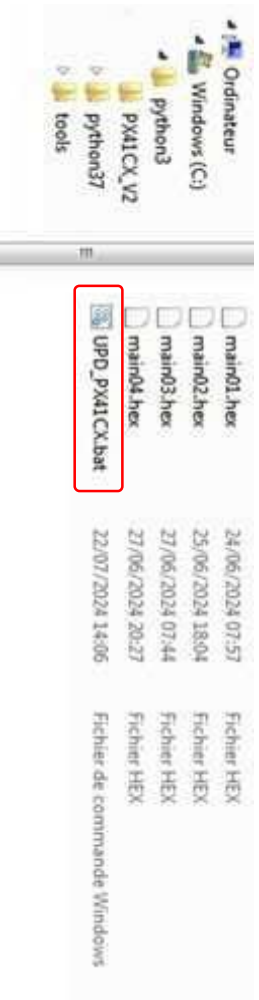 Ordinateur
Windows (C:)
python3
PX41CX_V2
python37
tools
main01.hex 24/06/2024 07:57 Fichier HEX
main02.hex 25/06/2024 18:04 Fichier HEX
main03.hex 27/06/2024 07:44 Fichier HEX
main04.hex 27/06/2024 20:27 Fichier HEX
UPD_PX41CX.bat 22/07/2024 14:06 Fichier de commande Windows